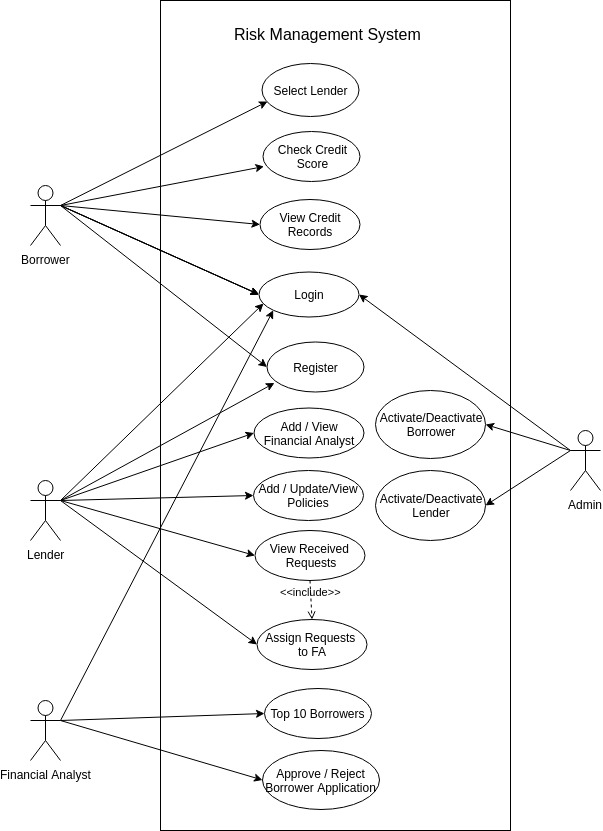 Risk Management System
Select Lender
Check Credit
Score
View Credit
Records
Borrower
Login
Register
Activate/Deactivate
Borrower
Add / View
Financial Analyst
Add / Update/View
Policies
Activate/Deactivate
Lender
Admin
Lender
View Received
Requests
<<include>>
Assign Requests
to FA
Top 10 Borrowers
Financial Analyst
Approve / Reject
Borrower Application